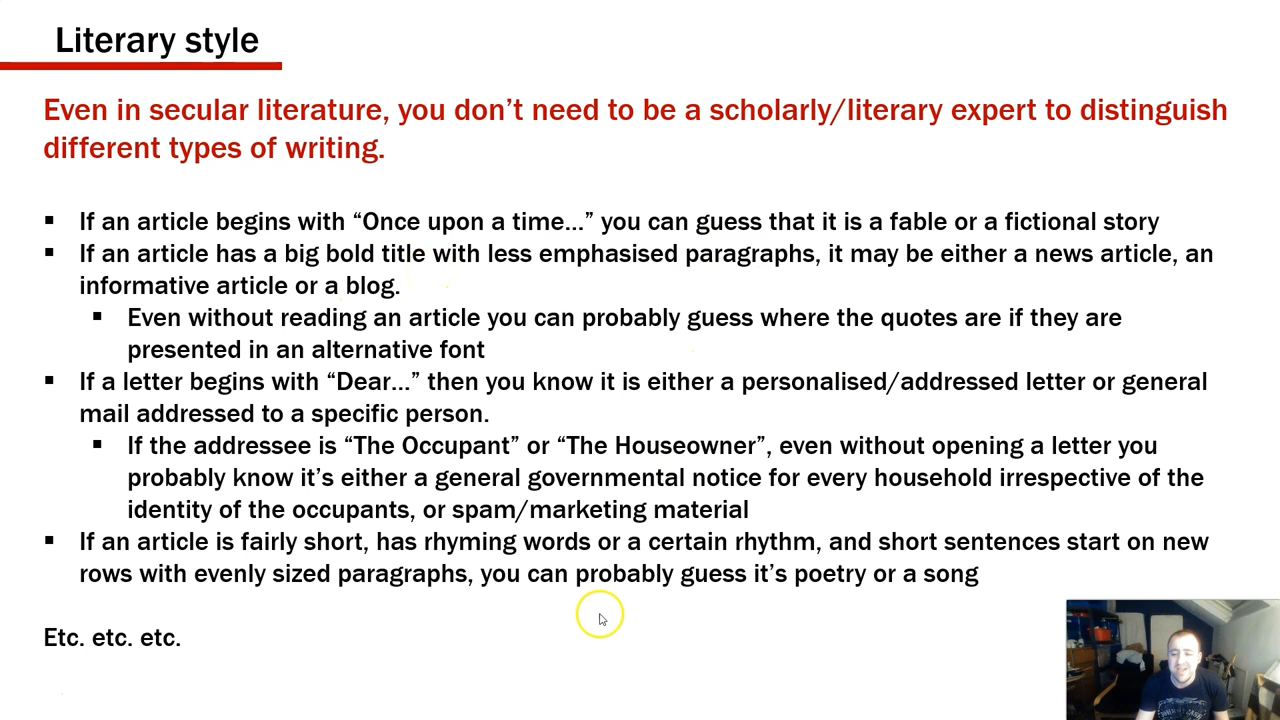 Literary style
Even in secular literature, you don't need to be a scholarly/literary expert to distinguish
different types of writing.
▪ If an article begins with “Once upon a time...” you can guess that it is a fable or a fictional story
▪ If an article has a big bold title with less emphasised paragraphs, it may be either a news article, an
informative article or a blog.
▪ Even without reading an article you can probably guess where the quotes are if they are
presented in an alternative font
▪ If a letter begins with “Dear...” then you know it is either a personalised/addressed letter or general
mail addressed to a specific person.
▪ If the addressee is “The Occupant” or “The Houseowner”, even without opening a letter you
probably know it's either a general governmental notice for every household irrespective of the
identity of the occupants, or spam/marketing material
▪ If an article is fairly short, has rhyming words or a certain rhythm, and short sentences start on new
rows with evenly sized paragraphs, you can probably guess it's poetry or a song
Etc. etc. etc.